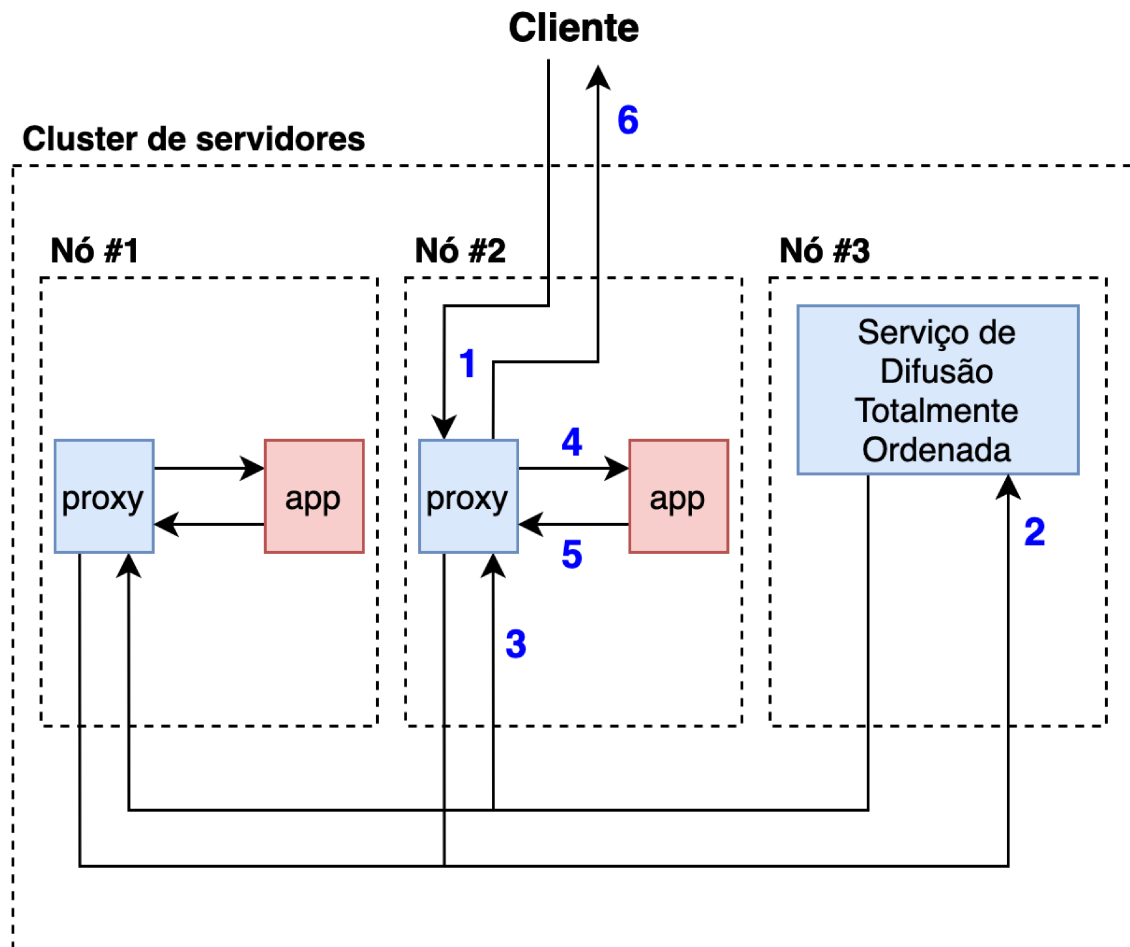 Cliente
6
Cluster de servidores
Nó #1
Nó #2
Nó #3
Serviço de
Difusão
Totalmente
Ordenada
1
proxy
app
proxy
4
5
app
2
3